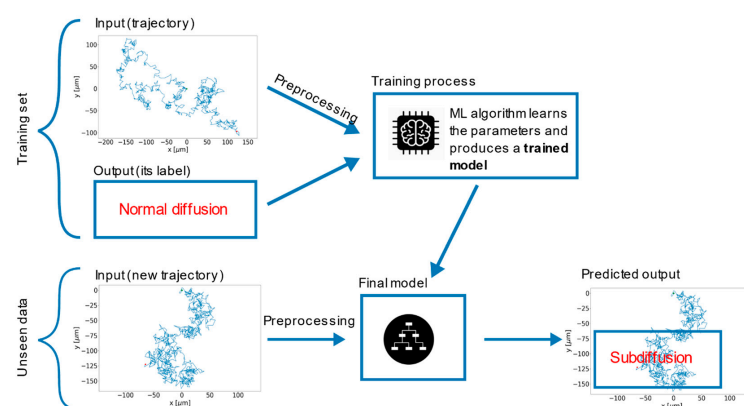 Input (trajectory)
100
50
0
−50
−100
y [μm]
−200 −150 −100 −50 0 50 100 150
x [μm]
Training set
Preprocessing
Output (its label)
Normal diffusion
Training process
ML algorithm learns
the parameters and
produces a trained
model
Unseen data
Input (new trajectory)
0
−25
−50
−75
−100
−125
−150
y [μm]
−100 −50 0 50 100
x [μm]
Preprocessing
Final model
Predicted output
0
−25
−50
−75
−100
−125
−150
y [μm]
Subdiffusion
−100 −50 0 50 100
x [μm]